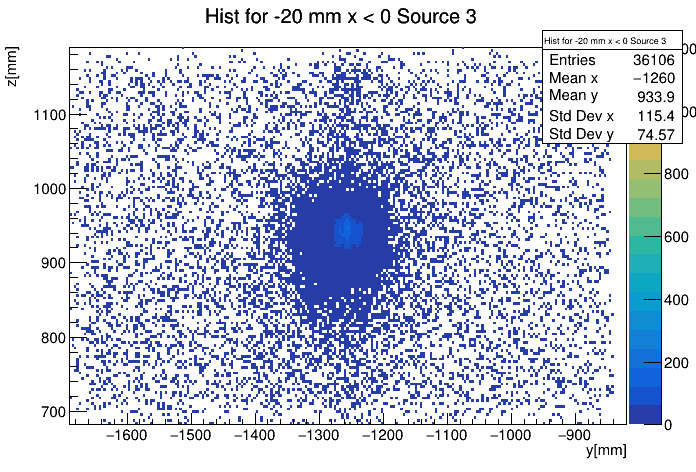 Hist for -20 mm x < 0 Source 3
z[mm]
Hist for -20 mm x < 0 Source 3
Entries 36106
Mean x −1260
Mean y 933.9
Std Dev x 115.4
Std Dev y 74.57
1100
1000
900
800
700
−1600 −1500 −1400 −1300 −1200 −1100 −1000 −900
y[mm]
800
600
400
200
0